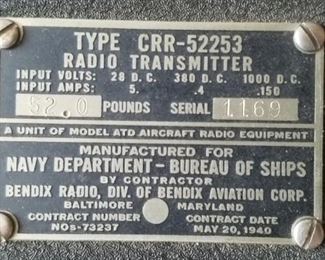 TYPE CRR-52253
RADIO TRANSMITTER
INPUT VOLTS: 28 D.C. 380 D.C. 1000 D.C.
INPUT AMPS: 5. .4 .150
52.0 POUNDS SERIAL 1169
A UNIT OF MODEL ATD AIRCRAFT RADIO EQUIPMENT
MANUFACTURED FOR
NAVY DEPARTMENT - BUREAU OF SHIPS
BY CONTRACTOR
BENDIX RADIO, DIV. OF BENDIX AVIATION CORP.
BALTIMORE MARYLAND
CONTRACT NUMBER CONTRACT DATE
NOs-73237 MAY 20, 1940